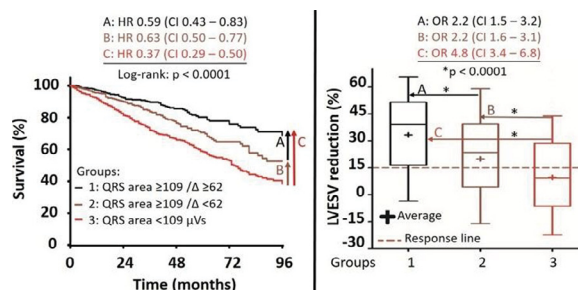 A: HR 0.59 (CI 0.43 – 0.83)
B: HR 0.63 (CI 0.50 – 0.77)
C: HR 0.37 (CI 0.29 – 0.50)
Log-rank: p < 0.0001
100
80
60
40
20
0
Survival (%)
A
B
C
Groups:
1: QRS area ≥109 /Δ ≥62
2: QRS area ≥109 /Δ <62
3: QRS area <109 μVs
0
24
48
72
96
Time (months)
A: OR 2.2 (CI 1.5 – 3.2)
B: OR 2.2 (CI 1.6 – 3.1)
C: OR 4.8 (CI 3.4 – 6.8)
*p < 0.0001
60
45
30
15
0
-15
-30
LVESV reduction (%)
A *
B *
C *
Average
Response line
Groups 1 2 3